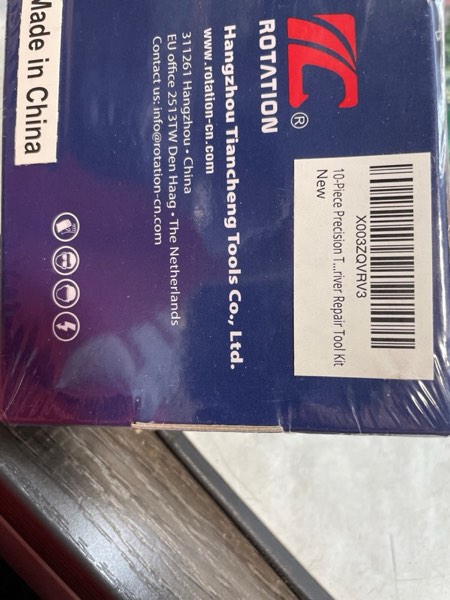 ROTATION
®
Hangzhou Tiancheng Tools Co., Ltd.
www.rotation-cn.com
311261 Hangzhou • China
EU office 2513TW Den Haag • The Netherlands
Contact us: info@rotation-cn.com
Made in China
X003ZQVRV3
10-Piece Precision T...river Repair Tool Kit
New